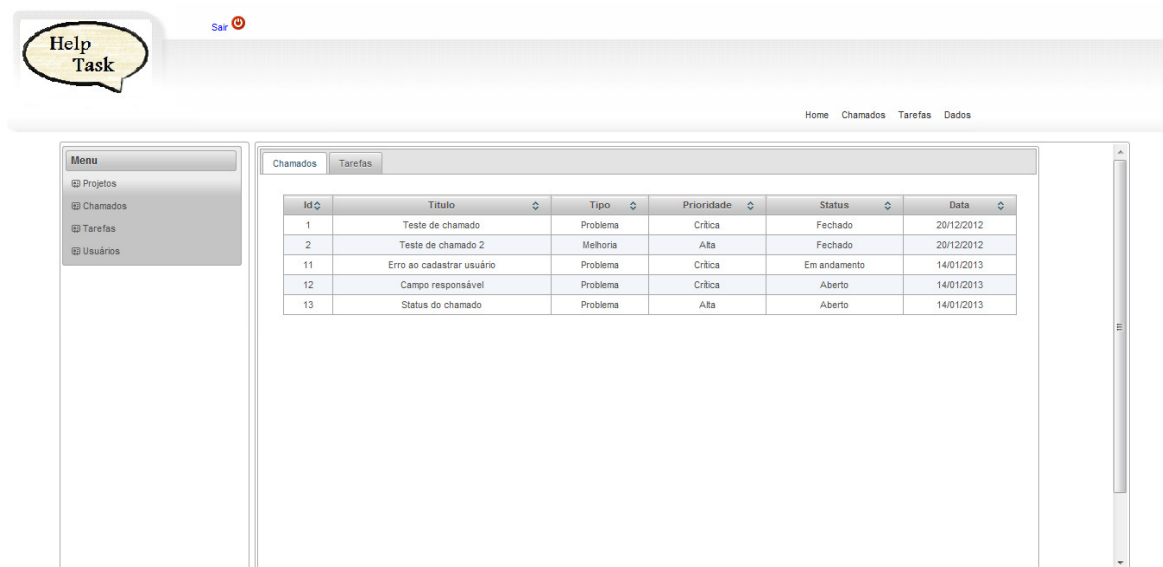 Help
Task
Sair
Home Chamados Tarefas Dados
Menu
Projetos
Chamados
Tarefas
Usuários
Chamados Tarefas
Id Titulo Tipo Prioridade Status Data
1 Teste de chamado Problema Crítica Fechado 20/12/2012
2 Teste de chamado 2 Melhoria Alta Fechado 20/12/2012
11 Erro ao cadastrar usuário Problema Crítica Em andamento 14/01/2013
12 Campo responsável Problema Crítica Aberto 14/01/2013
13 Status do chamado Problema Alta Aberto 14/01/2013